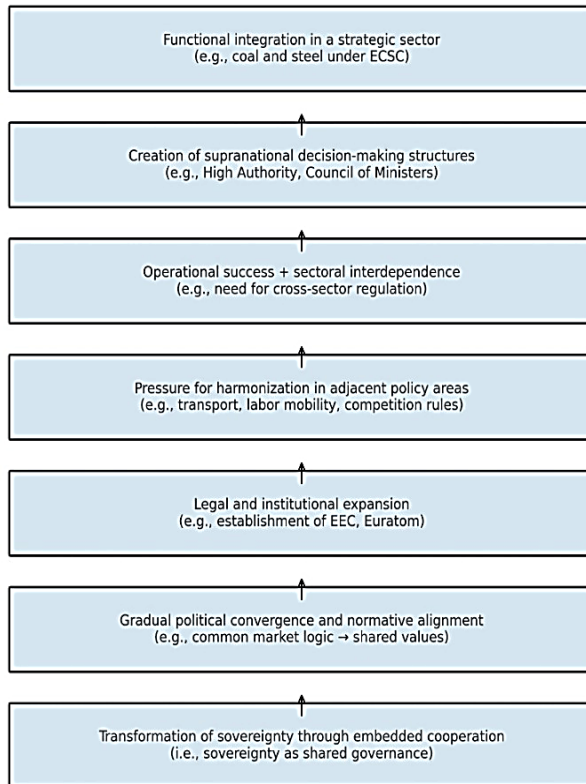 Functional integration in a strategic sector
(e.g., coal and steel under ECSC)
Creation of supranational decision-making structures
(e.g., High Authority, Council of Ministers)
Operational success + sectoral interdependence
(e.g., need for cross-sector regulation)
Pressure for harmonization in adjacent policy areas
(e.g., transport, labor mobility, competition rules)
Legal and institutional expansion
(e.g., establishment of EEC, Euratom)
Gradual political convergence and normative alignment
(e.g., common market logic → shared values)
Transformation of sovereignty through embedded cooperation
(i.e., sovereignty as shared governance)